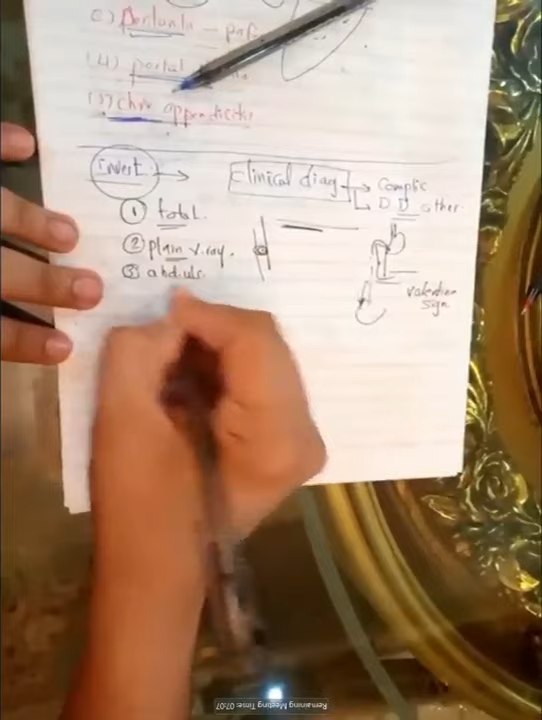 (4) portal
(5) chr. appendicitis
invest. → Clinical diag → Complic
D D other
① total.
② plain x.ray.
③ abd.u/s.
valentino sign
Remaining Meeting Time: 07:07